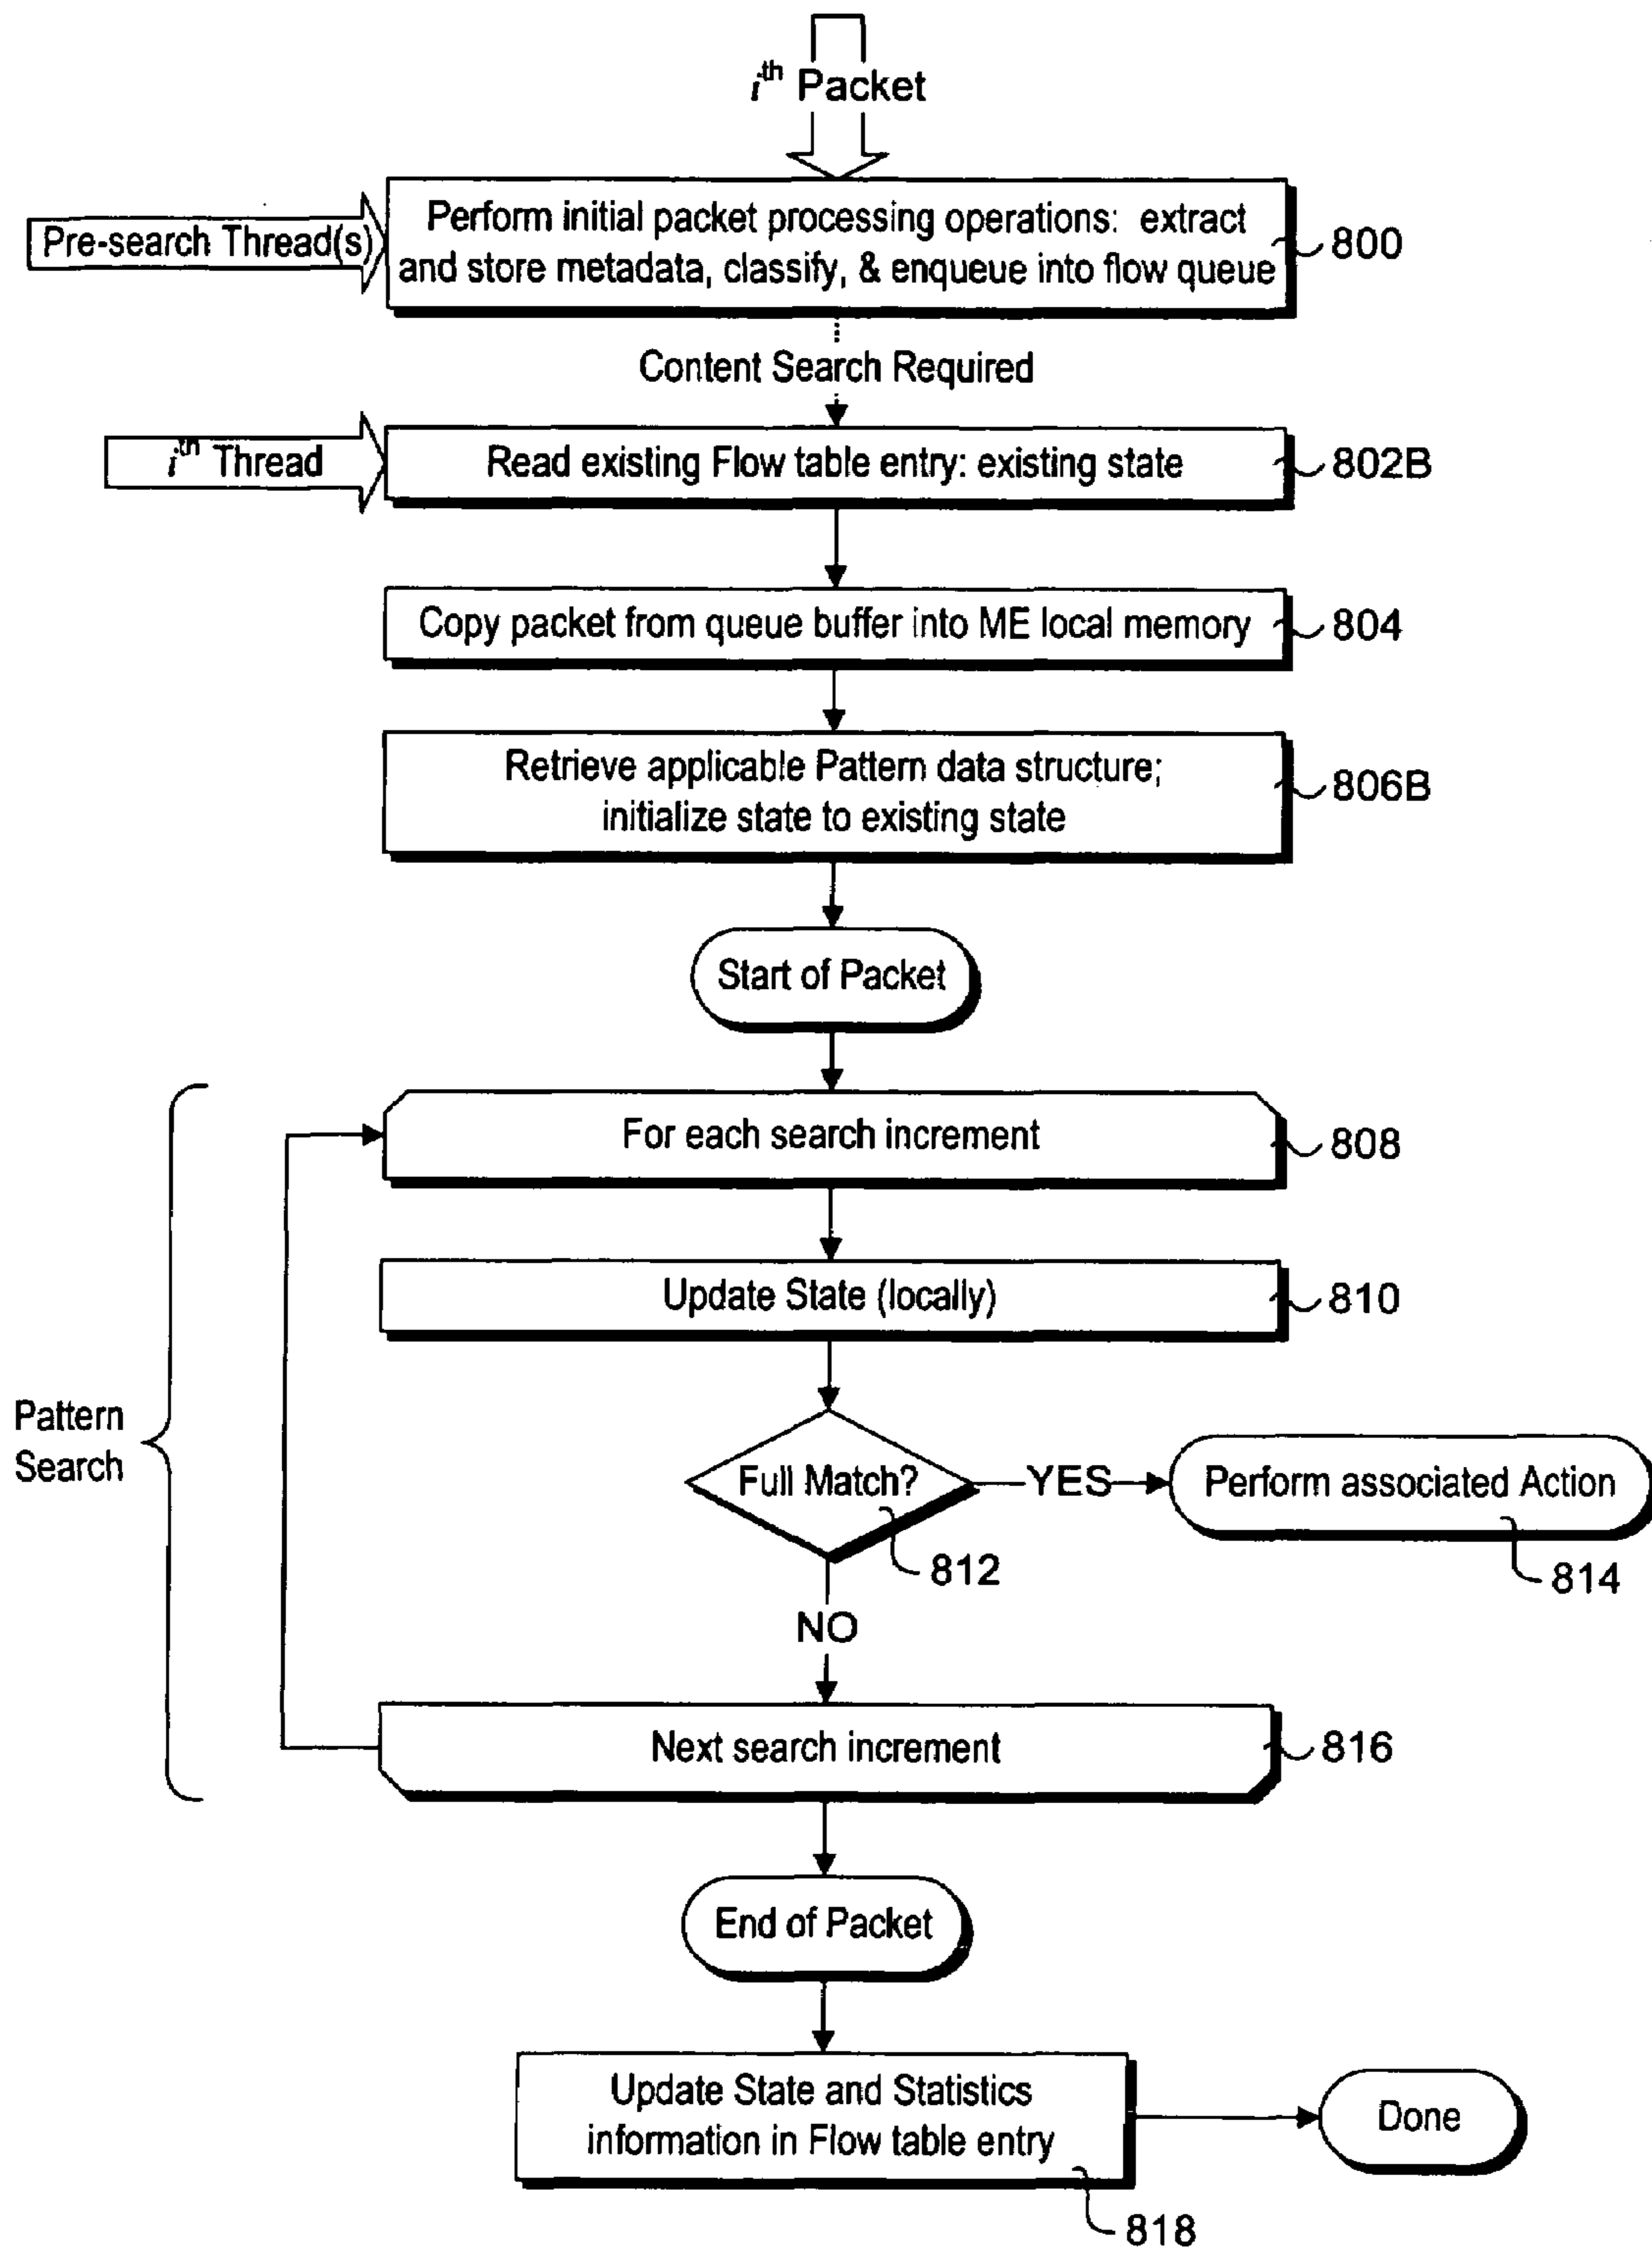 i^th Packet
Pre-search Thread(s)
Perform initial packet processing operations: extract
and store metadata, classify, & enqueue into flow queue
800
Content Search Required
i^th Thread
Read existing Flow table entry: existing state
802B
Copy packet from queue buffer into ME local memory
804
Retrieve applicable Pattern data structure;
initialize state to existing state
806B
Start of Packet
For each search increment
808
Update State (locally)
810
Pattern
Search
Full Match?
YES
Perform associated Action
812
814
NO
Next search increment
816
End of Packet
Update State and Statistics
information in Flow table entry
Done
818